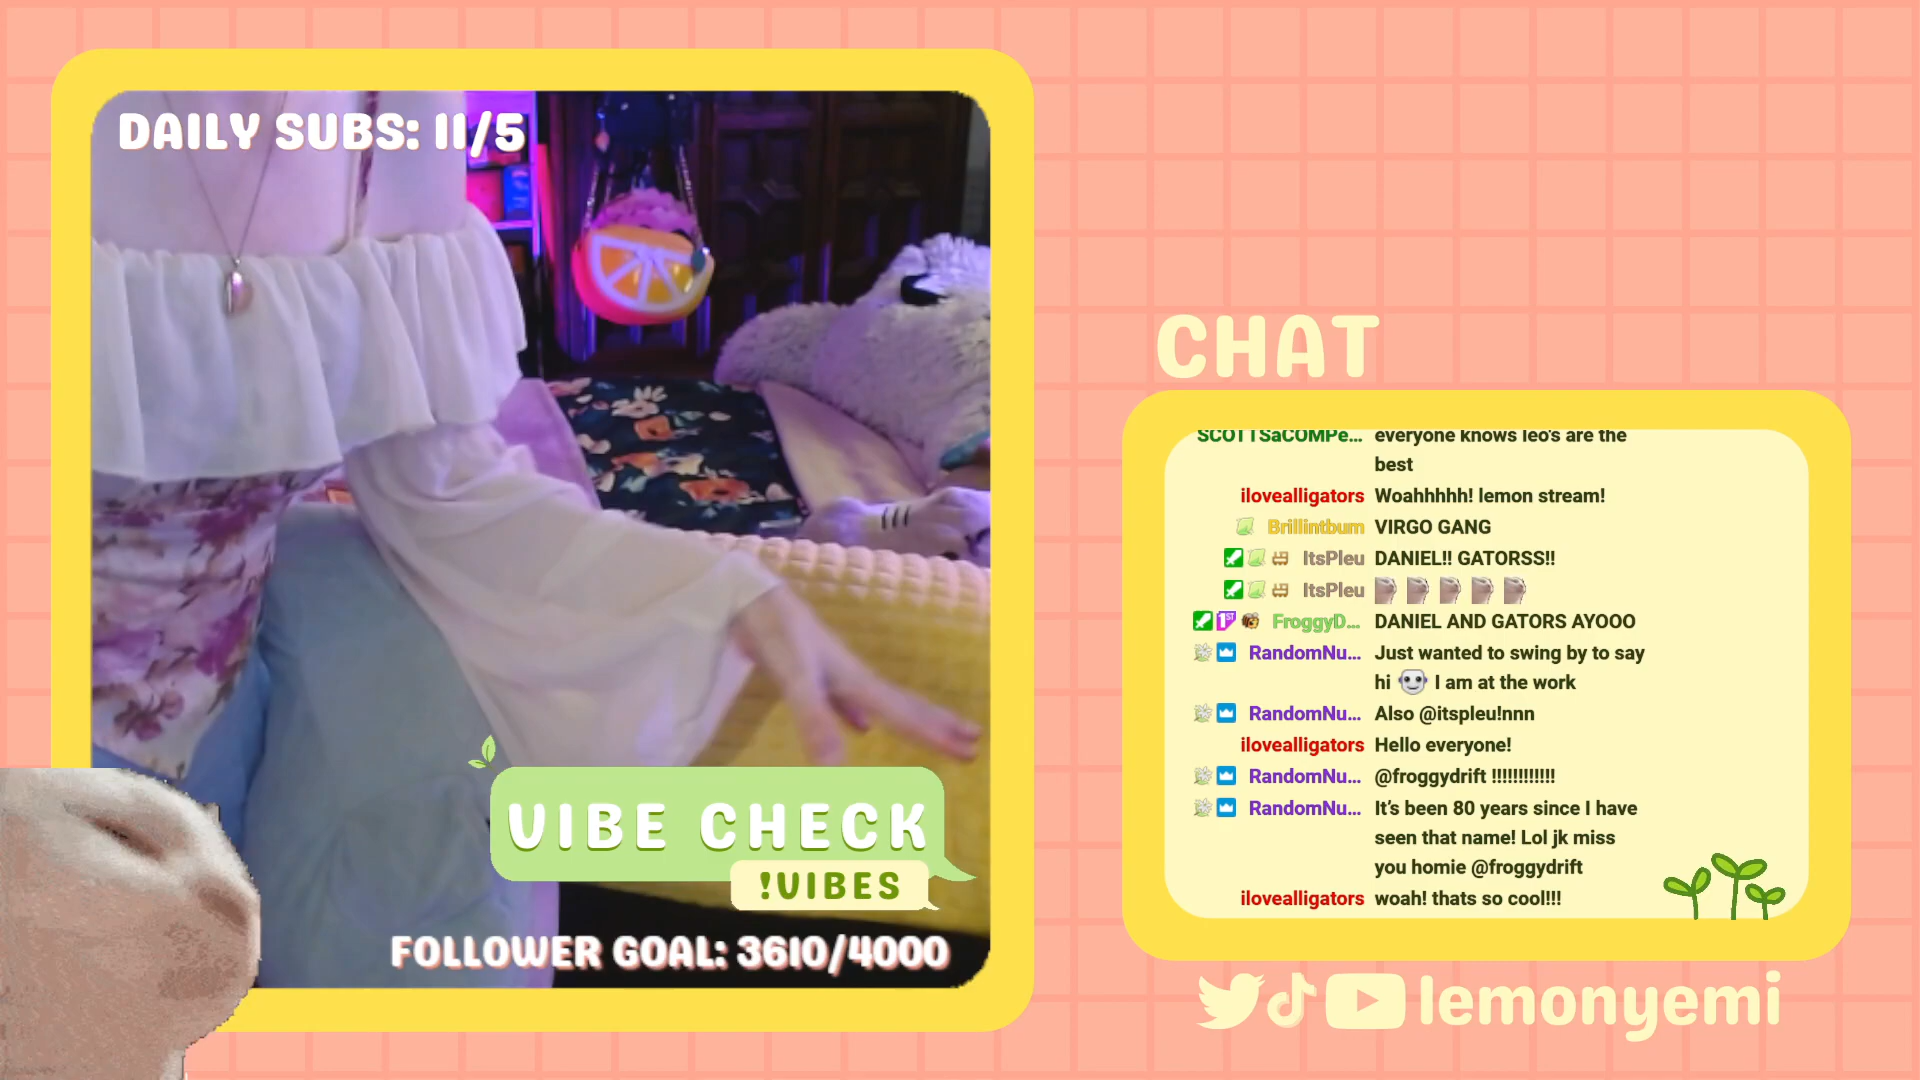 DAILY SUBS: 11/5
VIBE CHECK
!VIBES
FOLLOWER GOAL: 3610/4000
CHAT
SCOTTSaCOMPe... everyone knows leo's are the
best
ilovealligators Woahhhhh! lemon stream!
Brillintbum VIRGO GANG
ItsPleu DANIEL!! GATORSS!!
ItsPleu
1ST FroggyD... DANIEL AND GATORS AYOOO
RandomNu... Just wanted to swing by to say
hi I am at the work
RandomNu... Also @itspleu!nnn
ilovealligators Hello everyone!
RandomNu... @froggydrift !!!!!!!!!!!!
RandomNu... It's been 80 years since I have
seen that name! Lol jk miss
you homie @froggydrift
ilovealligators woah! thats so cool!!!
lemonyemi